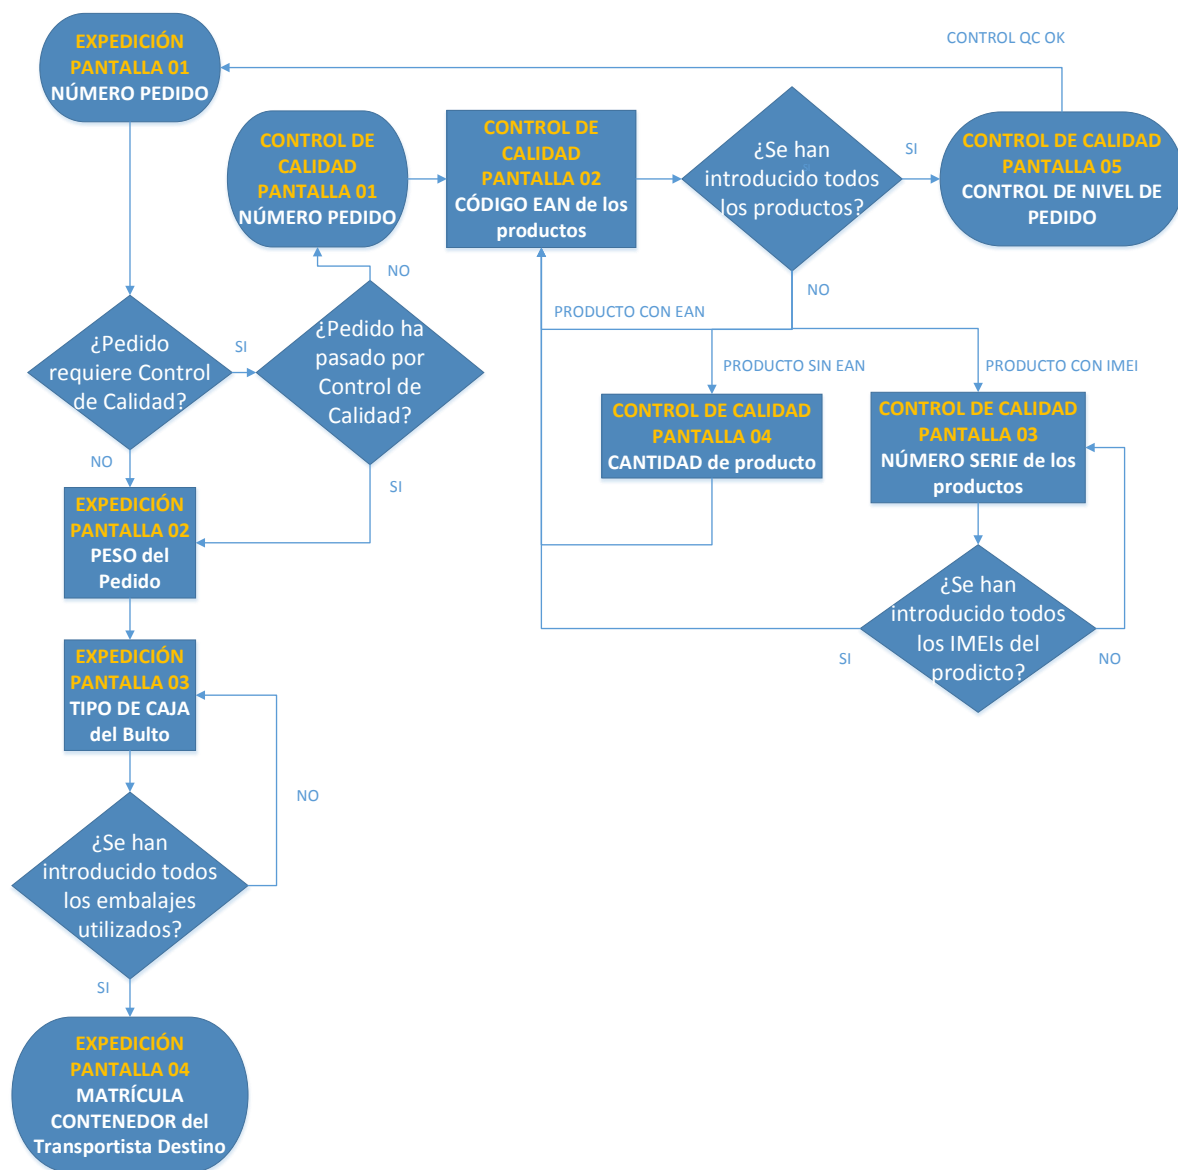 EXPEDICIÓN
PANTALLA 01
NÚMERO PEDIDO
CONTROL QC OK
CONTROL DE
CALIDAD
PANTALLA 01
NÚMERO PEDIDO
CONTROL DE
CALIDAD
PANTALLA 02
CÓDIGO EAN de los
productos
¿Se han
introducido todos
los productos?
SI
CONTROL DE CALIDAD
PANTALLA 05
CONTROL DE NIVEL DE
PEDIDO
NO
NO
¿Pedido
requiere Control
de Calidad?
SI
¿Pedido ha
pasado por
Control de
Calidad?
PRODUCTO CON EAN
PRODUCTO SIN EAN
PRODUCTO CON IMEI
CONTROL DE CALIDAD
PANTALLA 04
CANTIDAD de producto
CONTROL DE CALIDAD
PANTALLA 03
NÚMERO SERIE de los
productos
NO
SI
EXPEDICIÓN
PANTALLA 02
PESO del
Pedido
¿Se han
introducido todos
los IMEIs del
prodicto?
SI
NO
EXPEDICIÓN
PANTALLA 03
TIPO DE CAJA
del Bulto
NO
¿Se han
introducido todos
los embalajes
utilizados?
SI
EXPEDICIÓN
PANTALLA 04
MATRÍCULA
CONTENEDOR del
Transportista Destino